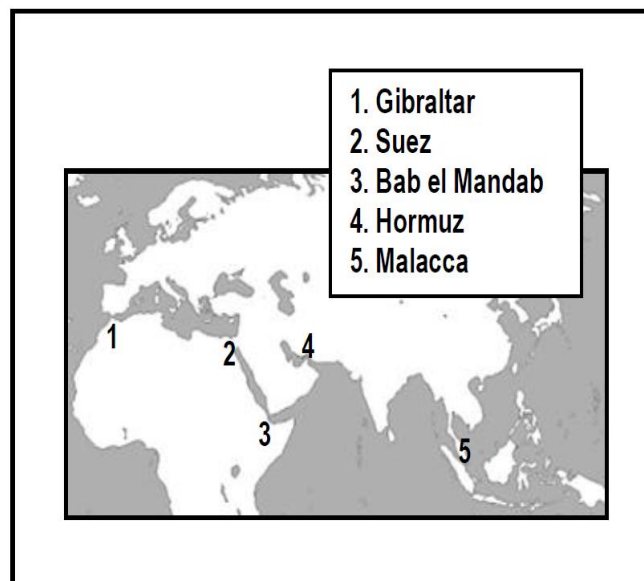 1. Gibraltar
2. Suez
3. Bab el Mandab
4. Hormuz
5. Malacca
1
2
4
3
5